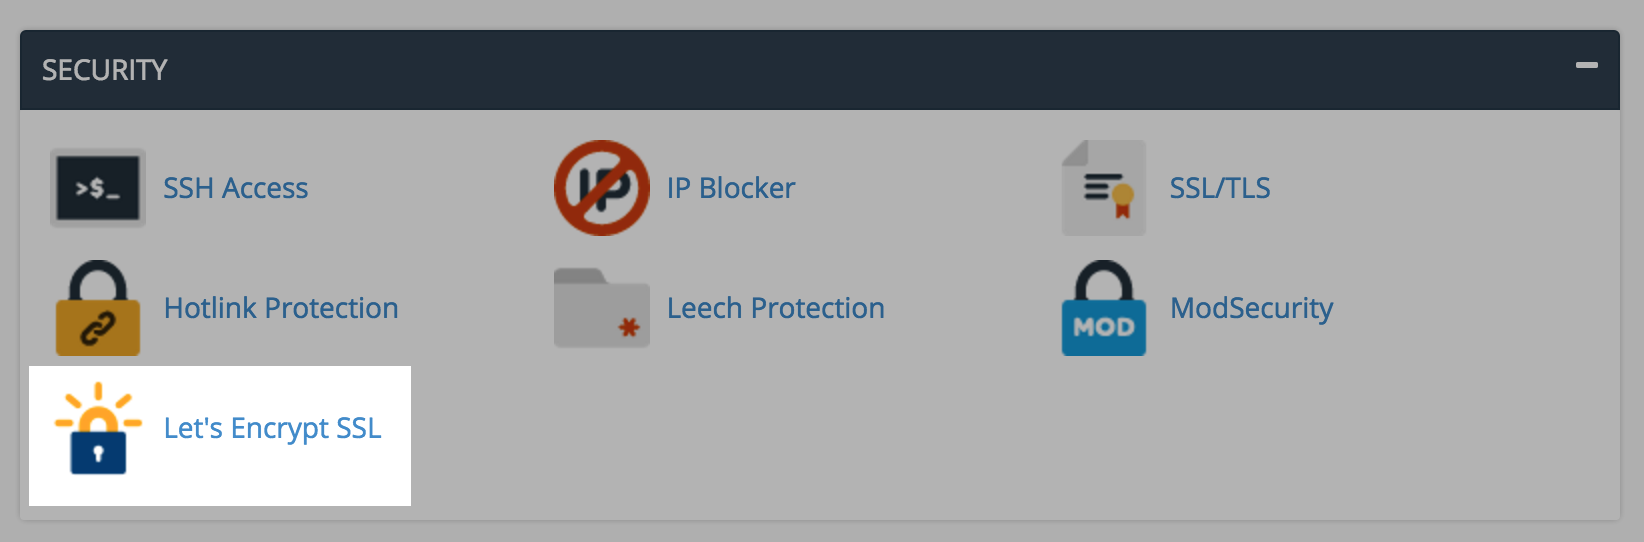 SECURITY
>$_
SSH Access
IP
IP Blocker
SSL/TLS
Hotlink Protection
Leech Protection
MOD
ModSecurity
Let's Encrypt SSL